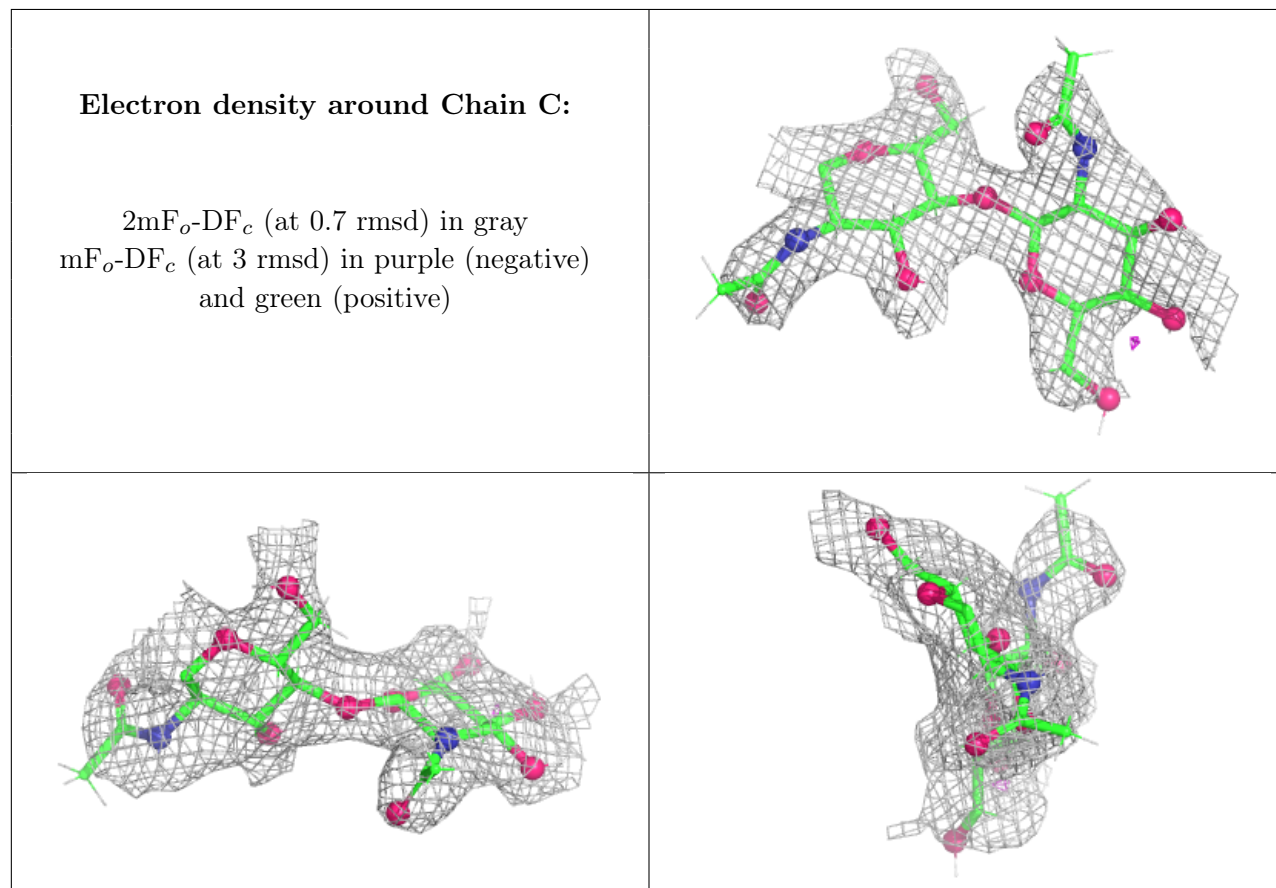 Electron density around Chain C:
2mFo-DFc (at 0.7 rmsd) in gray
mFo-DFc (at 3 rmsd) in purple (negative)
and green (positive)